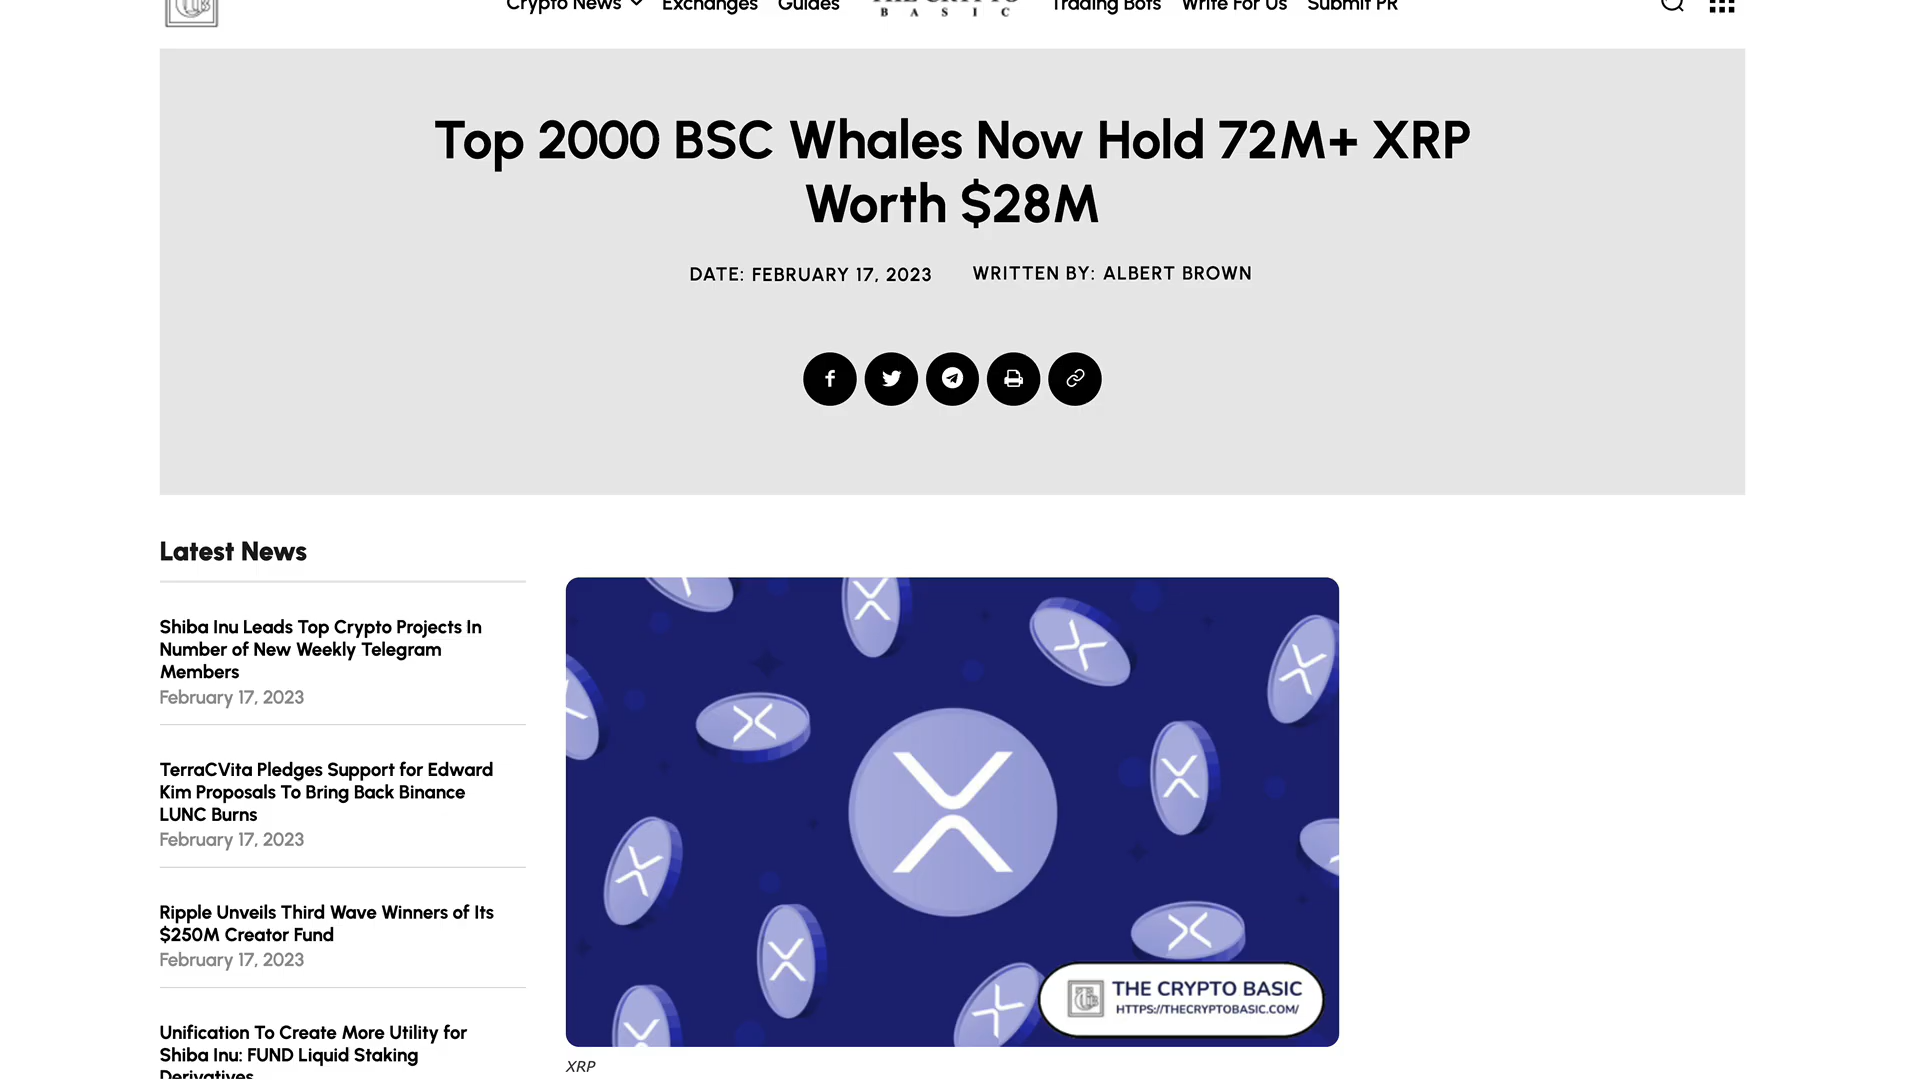 Crypto News
Exchanges
Guides
THE CRYPTO
BASIC
Trading Bots
Write For Us
Submit PR
Top 2000 BSC Whales Now Hold 72M+ XRP
Worth $28M
DATE: FEBRUARY 17, 2023
WRITTEN BY: ALBERT BROWN
Latest News
Shiba Inu Leads Top Crypto Projects In
Number of New Weekly Telegram
Members
February 17, 2023
TerraCVita Pledges Support for Edward
Kim Proposals To Bring Back Binance
LUNC Burns
February 17, 2023
Ripple Unveils Third Wave Winners of Its
$250M Creator Fund
February 17, 2023
Unification To Create More Utility for
Shiba Inu: FUND Liquid Staking
Derivatives
THE CRYPTO BASIC
HTTPS://THECRYPTOBASIC.COM/
XRP